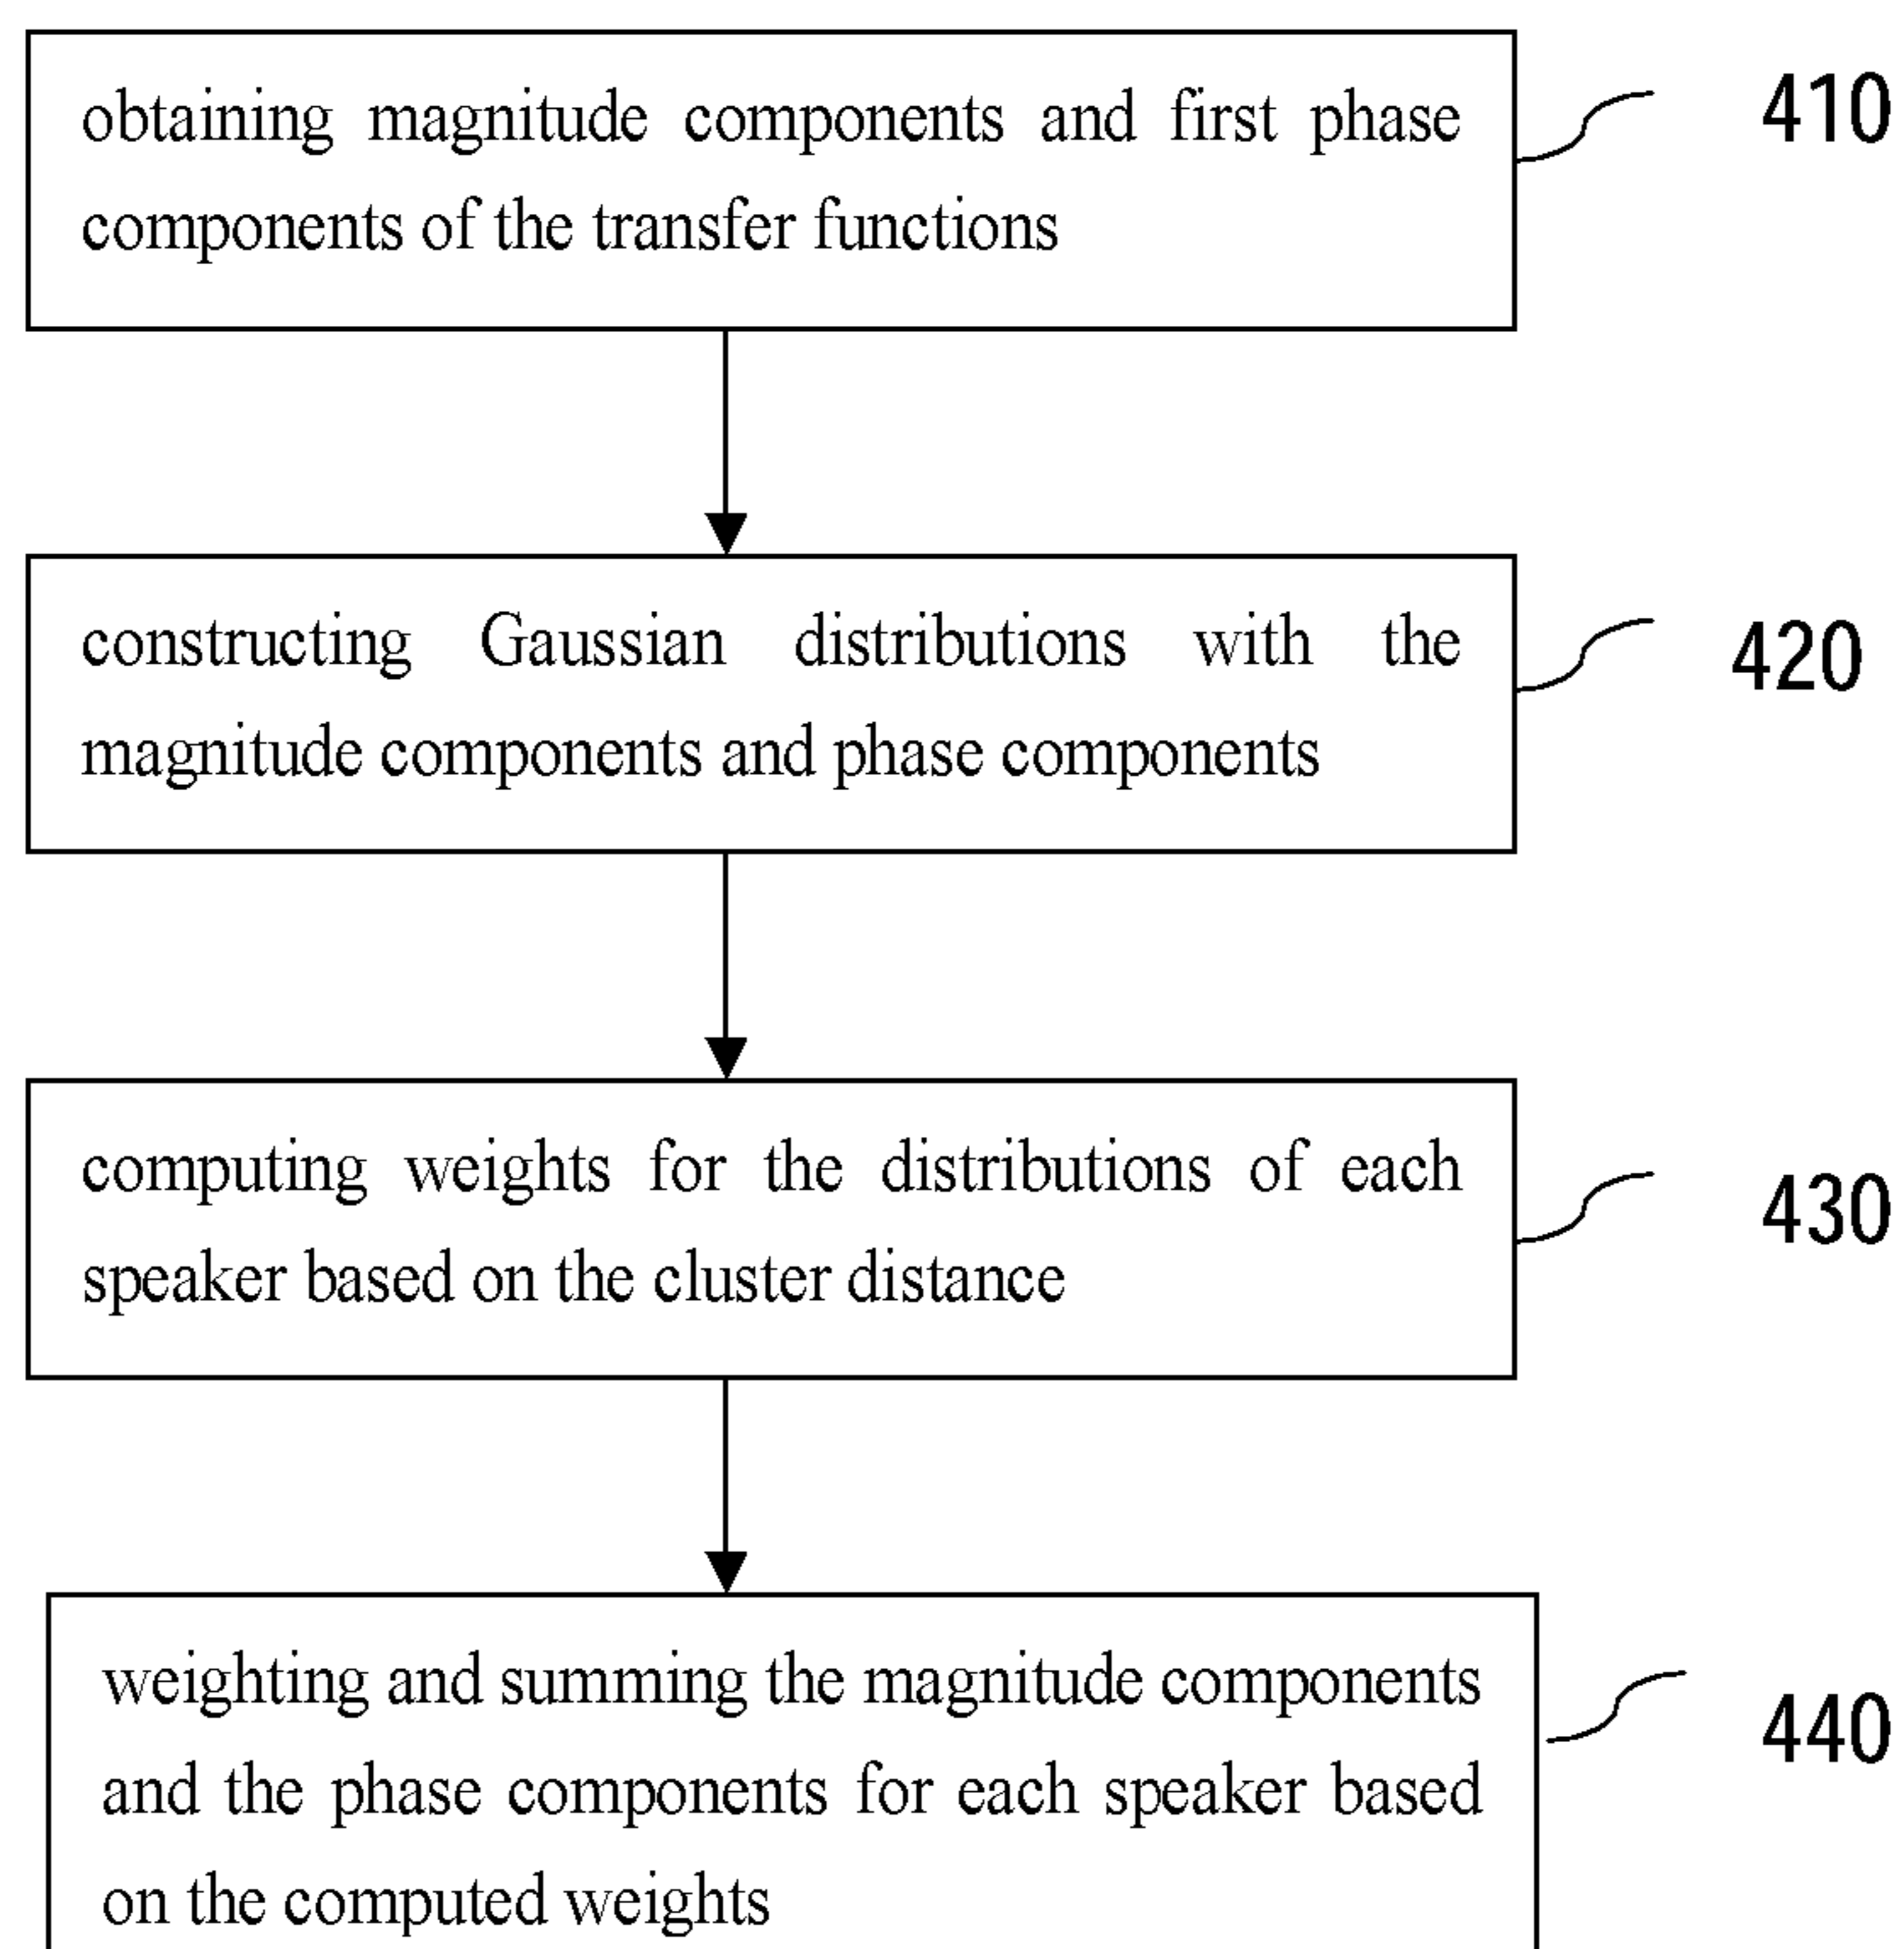 obtaining magnitude components and first phase
components of the transfer functions
410
constructing Gaussian distributions with the
magnitude components and phase components
420
computing weights for the distributions of each
speaker based on the cluster distance
430
weighting and summing the magnitude components
and the phase components for each speaker based
on the computed weights
440